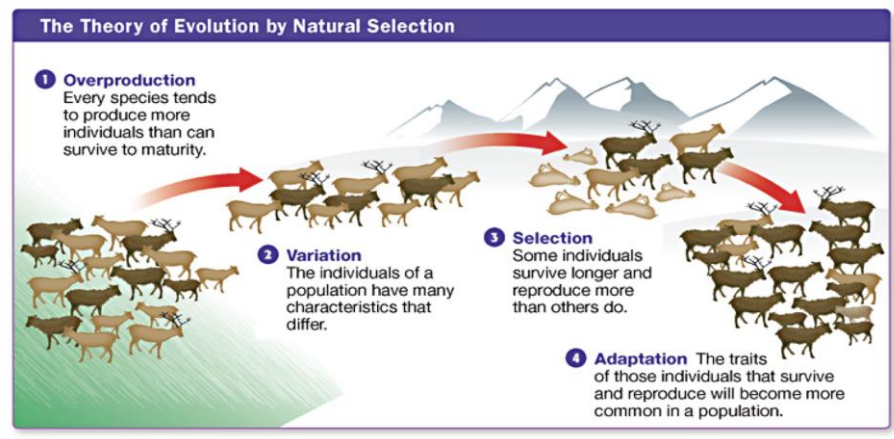 The Theory of Evolution by Natural Selection
1 Overproduction
Every species tends
to produce more
individuals than can
survive to maturity.
2 Variation
The individuals of a
population have many
characteristics that
differ.
3 Selection
Some individuals
survive longer and
reproduce more
than others do.
4 Adaptation The traits
of those individuals that survive
and reproduce will become more
common in a population.